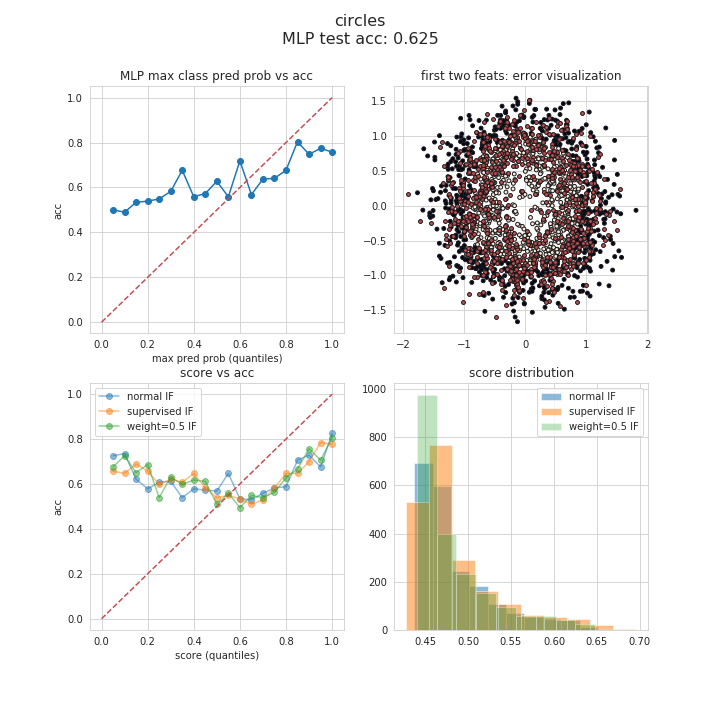 circles
MLP test acc: 0.625
MLP max class pred prob vs acc
1.0
0.8
0.6
0.4
0.2
0.0
acc
0.0 0.2 0.4 0.6 0.8 1.0
max pred prob (quantiles)
first two feats: error visualization
1.5
1.0
0.5
0.0
−0.5
−1.0
−1.5
−2 −1 0 1 2
score vs acc
normal IF
supervised IF
weight=0.5 IF
1.0
0.8
0.6
0.4
0.2
0.0
acc
0.0 0.2 0.4 0.6 0.8 1.0
score (quantiles)
score distribution
normal IF
supervised IF
weight=0.5 IF
1000
800
600
400
200
0
0.45 0.50 0.55 0.60 0.65 0.70